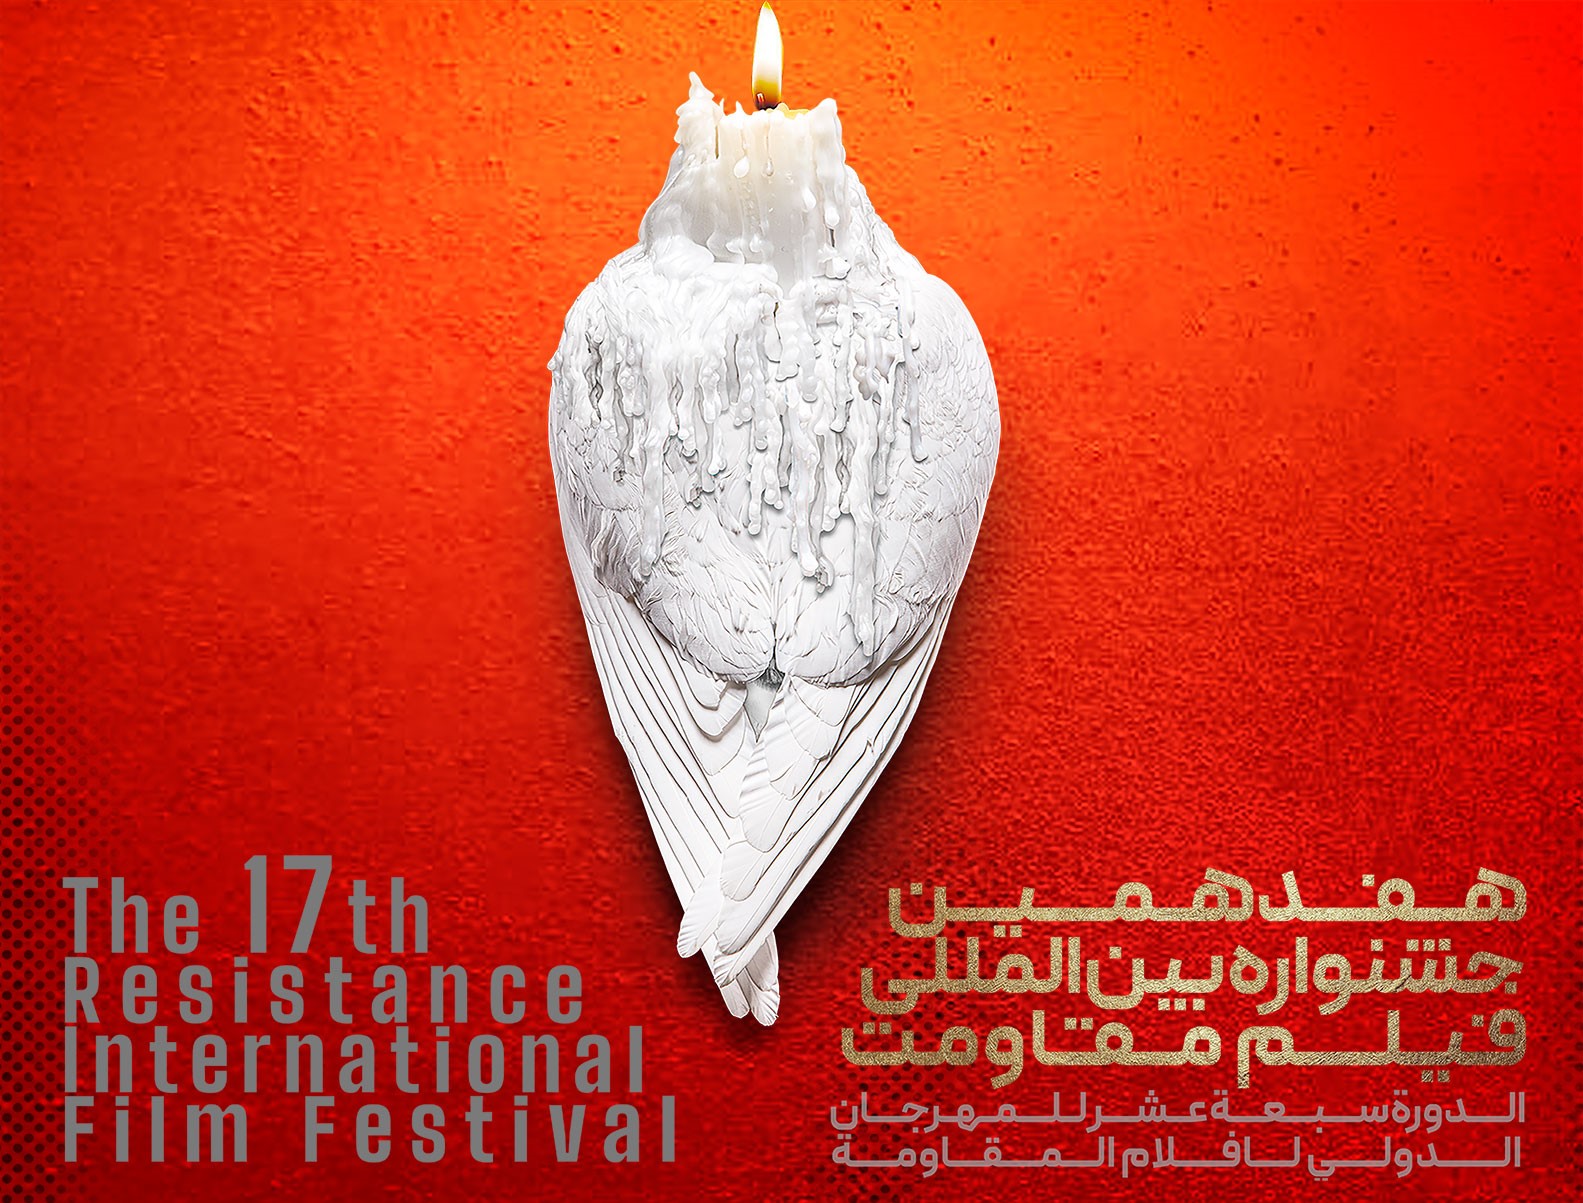 The 17th
Resistance
International
Film Festival
هفدهمین
جشنواره بین المللی
فیلم مقاومت
الدورة سبعة عشر للمهرجان
الدولي لافلام المقاومة